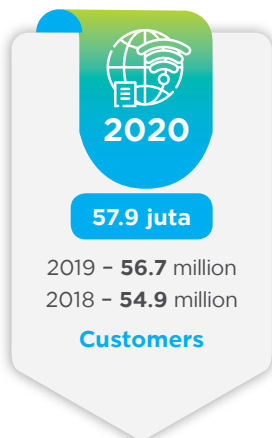 2020
57.9 juta
2019 – 56.7 million
2018 – 54.9 million
Customers